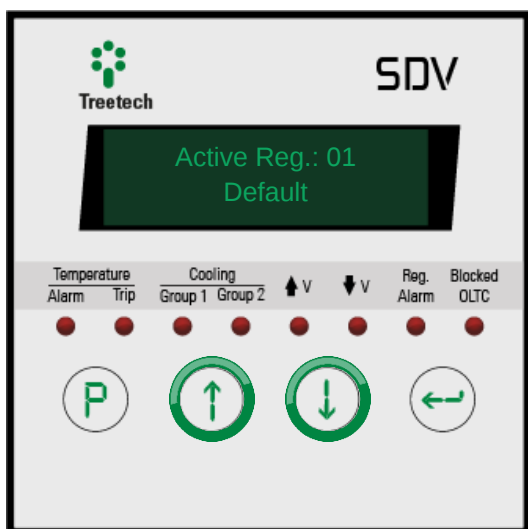 Treetech
SDV
Active Reg.: 01
Default
Temperature
Alarm Trip
Cooling
Group 1 Group 2
V
V
Reg.
Alarm
Blocked
OLTC
P